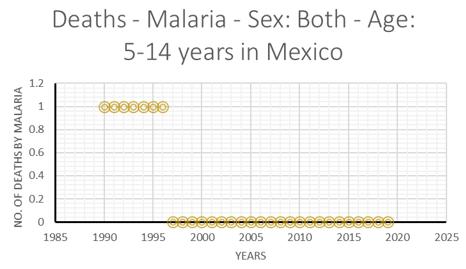 Deaths - Malaria - Sex: Both - Age:
5-14 years in Mexico
NO. OF DEATHS BY MALARIA
1.2
1
0.8
0.6
0.4
0.2
0
1985 1990 1995 2000 2005 2010 2015 2020 2025
YEARS